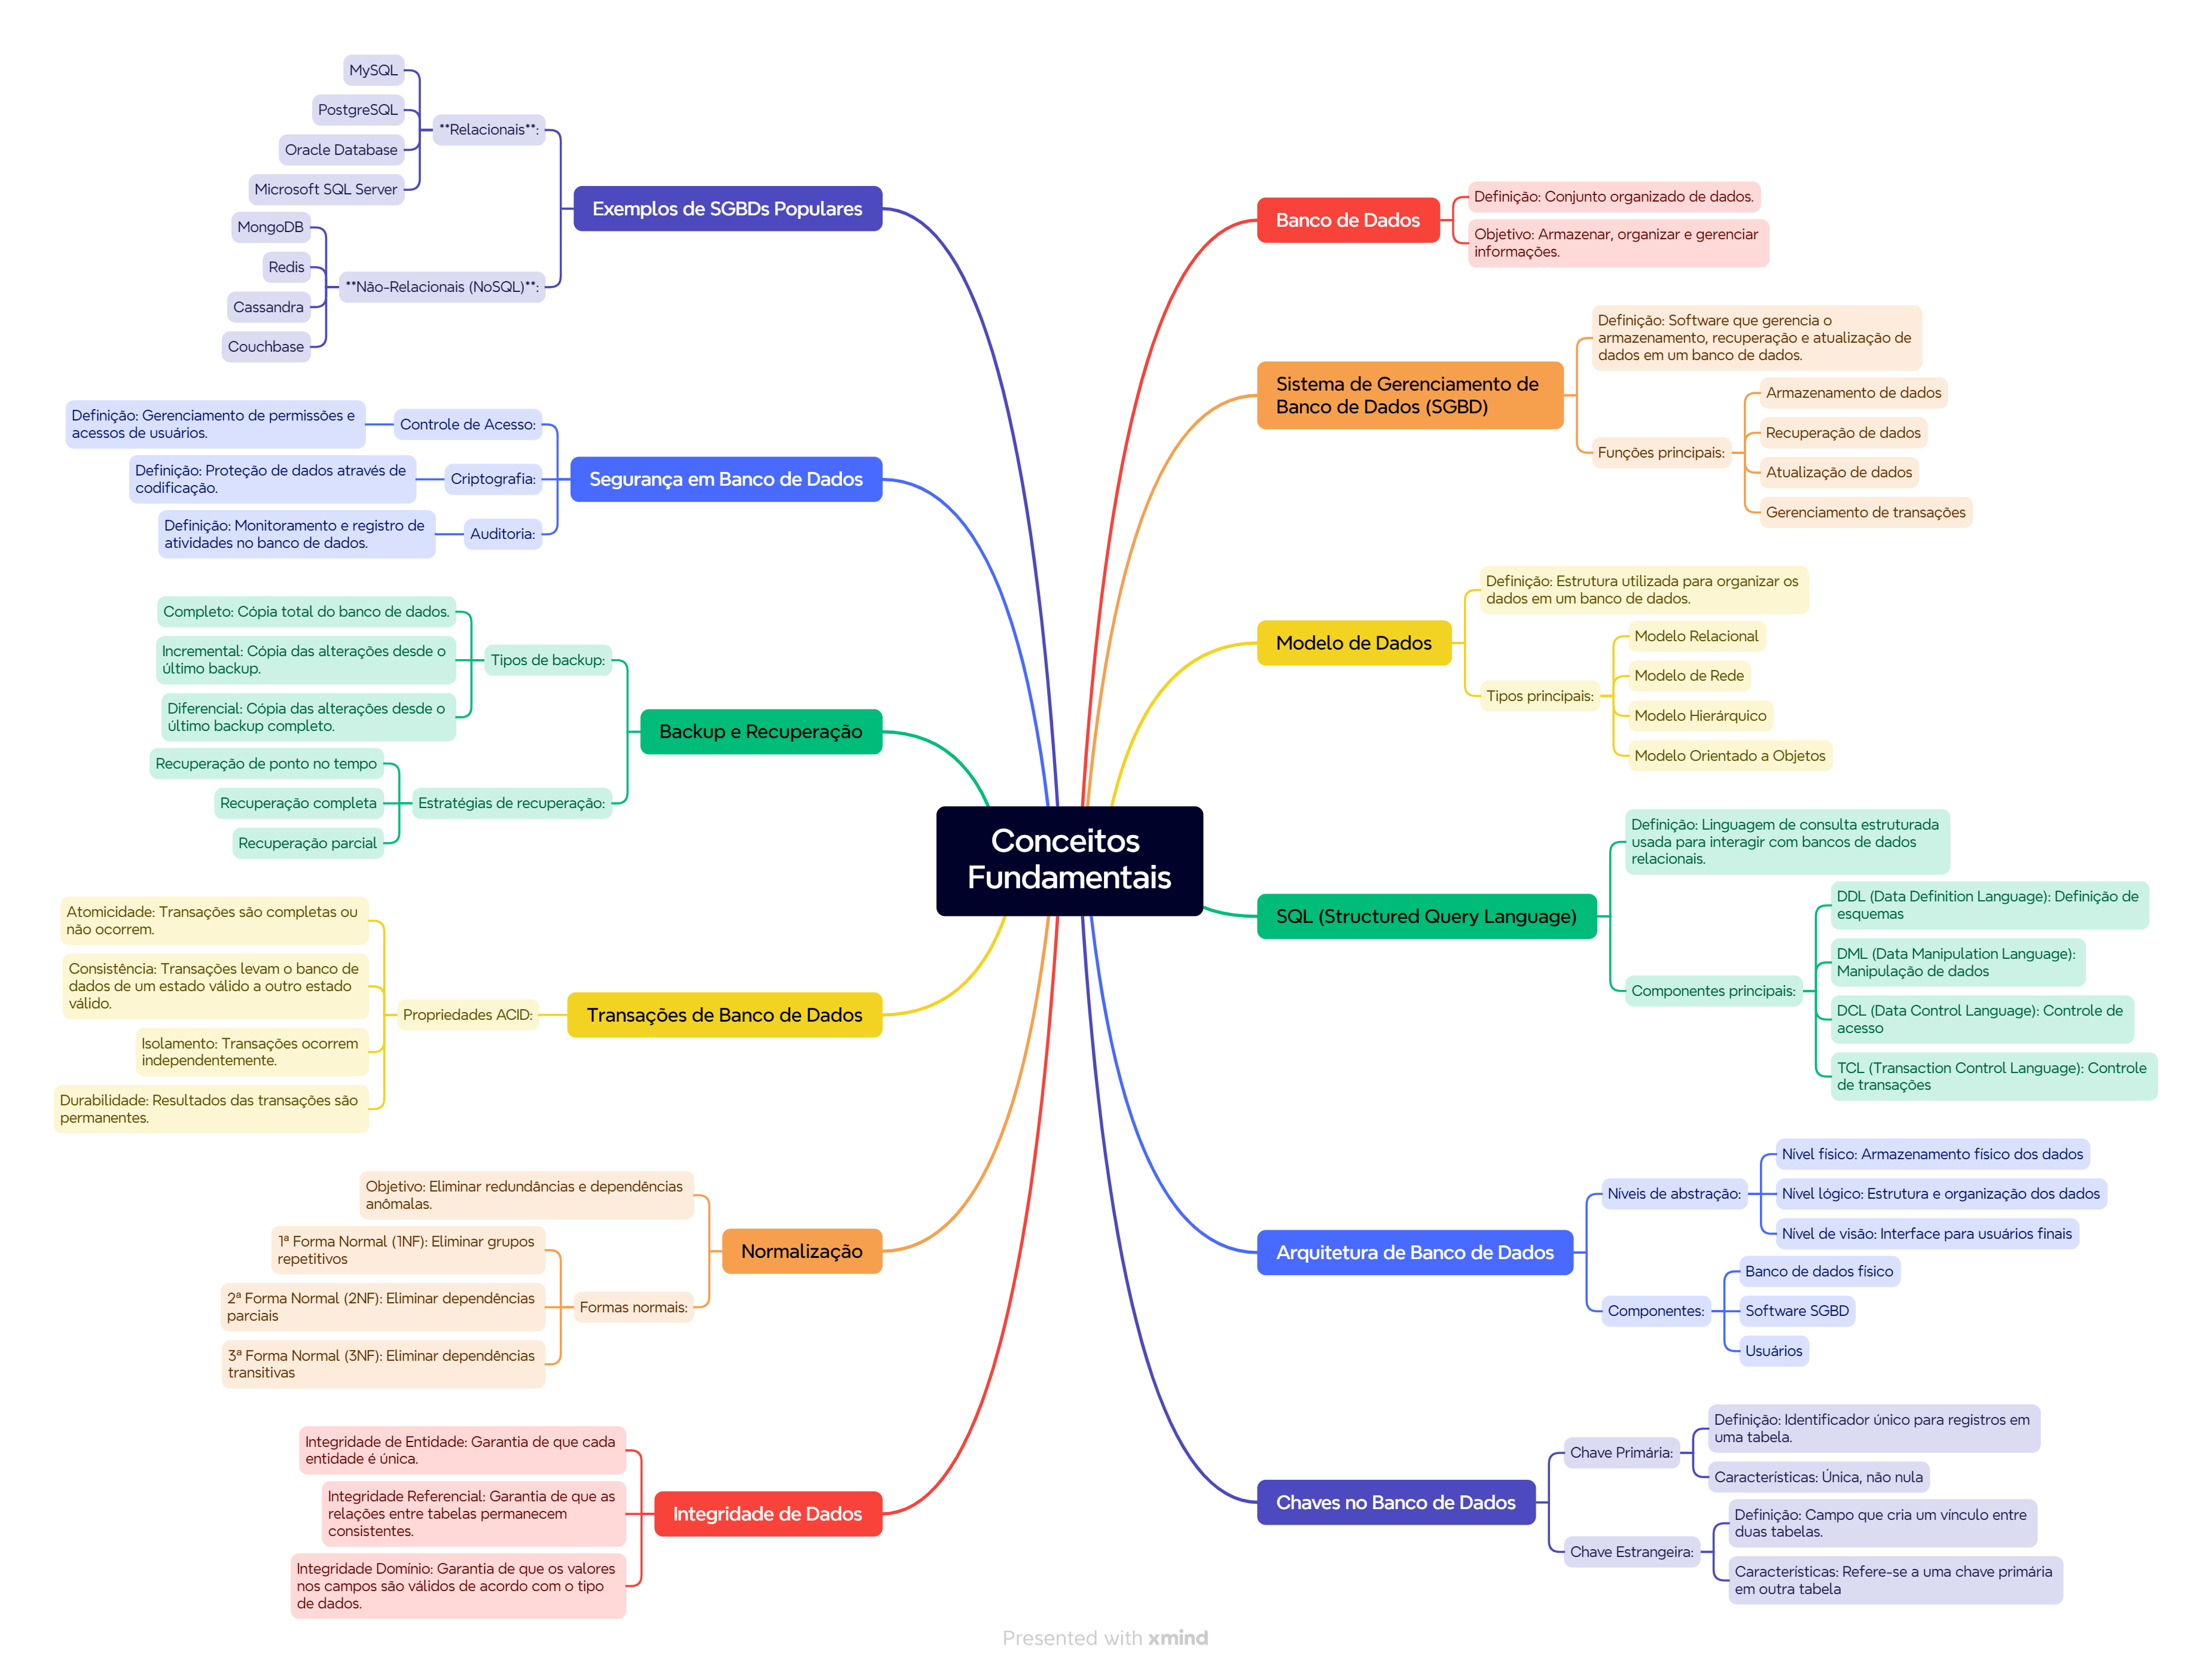 Conceitos
Fundamentais
Banco de Dados
Definição: Conjunto organizado de dados.
Objetivo: Armazenar, organizar e gerenciar
informações.
Sistema de Gerenciamento de
Banco de Dados (SGBD)
Definição: Software que gerencia o
armazenamento, recuperação e atualização de
dados em um banco de dados.
Funções principais:
Armazenamento de dados
Recuperação de dados
Atualização de dados
Gerenciamento de transações
Modelo de Dados
Definição: Estrutura utilizada para organizar os
dados em um banco de dados.
Tipos principais:
Modelo Relacional
Modelo de Rede
Modelo Hierárquico
Modelo Orientado a Objetos
SQL (Structured Query Language)
Definição: Linguagem de consulta estruturada
usada para interagir com bancos de dados
relacionais.
Componentes principais:
DDL (Data Definition Language): Definição de
esquemas
DML (Data Manipulation Language):
Manipulação de dados
DCL (Data Control Language): Controle de
acesso
TCL (Transaction Control Language): Controle
de transações
Arquitetura de Banco de Dados
Níveis de abstração:
Nível físico: Armazenamento físico dos dados
Nível lógico: Estrutura e organização dos dados
Nível de visão: Interface para usuários finais
Componentes:
Banco de dados físico
Software SGBD
Usuários
Chaves no Banco de Dados
Chave Primária:
Definição: Identificador único para registros em
uma tabela.
Características: Única, não nula
Chave Estrangeira:
Definição: Campo que cria um vínculo entre
duas tabelas.
Características: Refere-se a uma chave primária
em outra tabela
Exemplos de SGBDs Populares
**Relacionais**:
MySQL
PostgreSQL
Oracle Database
Microsoft SQL Server
**Não-Relacionais (NoSQL)**:
MongoDB
Redis
Cassandra
Couchbase
Segurança em Banco de Dados
Controle de Acesso:
Definição: Gerenciamento de permissões e
acessos de usuários.
Criptografia:
Definição: Proteção de dados através de
codificação.
Auditoria:
Definição: Monitoramento e registro de
atividades no banco de dados.
Backup e Recuperação
Tipos de backup:
Completo: Cópia total do banco de dados.
Incremental: Cópia das alterações desde o
último backup.
Diferencial: Cópia das alterações desde o
último backup completo.
Estratégias de recuperação:
Recuperação de ponto no tempo
Recuperação completa
Recuperação parcial
Transações de Banco de Dados
Propriedades ACID:
Atomicidade: Transações são completas ou
não ocorrem.
Consistência: Transações levam o banco de
dados de um estado válido a outro estado
válido.
Isolamento: Transações ocorrem
independentemente.
Durabilidade: Resultados das transações são
permanentes.
Normalização
Objetivo: Eliminar redundâncias e dependências
anômalas.
Formas normais:
1ª Forma Normal (1NF): Eliminar grupos
repetitivos
2ª Forma Normal (2NF): Eliminar dependências
parciais
3ª Forma Normal (3NF): Eliminar dependências
transitivas
Integridade de Dados
Integridade de Entidade: Garantia de que cada
entidade é única.
Integridade Referencial: Garantia de que as
relações entre tabelas permanecem
consistentes.
Integridade Domínio: Garantia de que os valores
nos campos são válidos de acordo com o tipo
de dados.
Presented with xmind